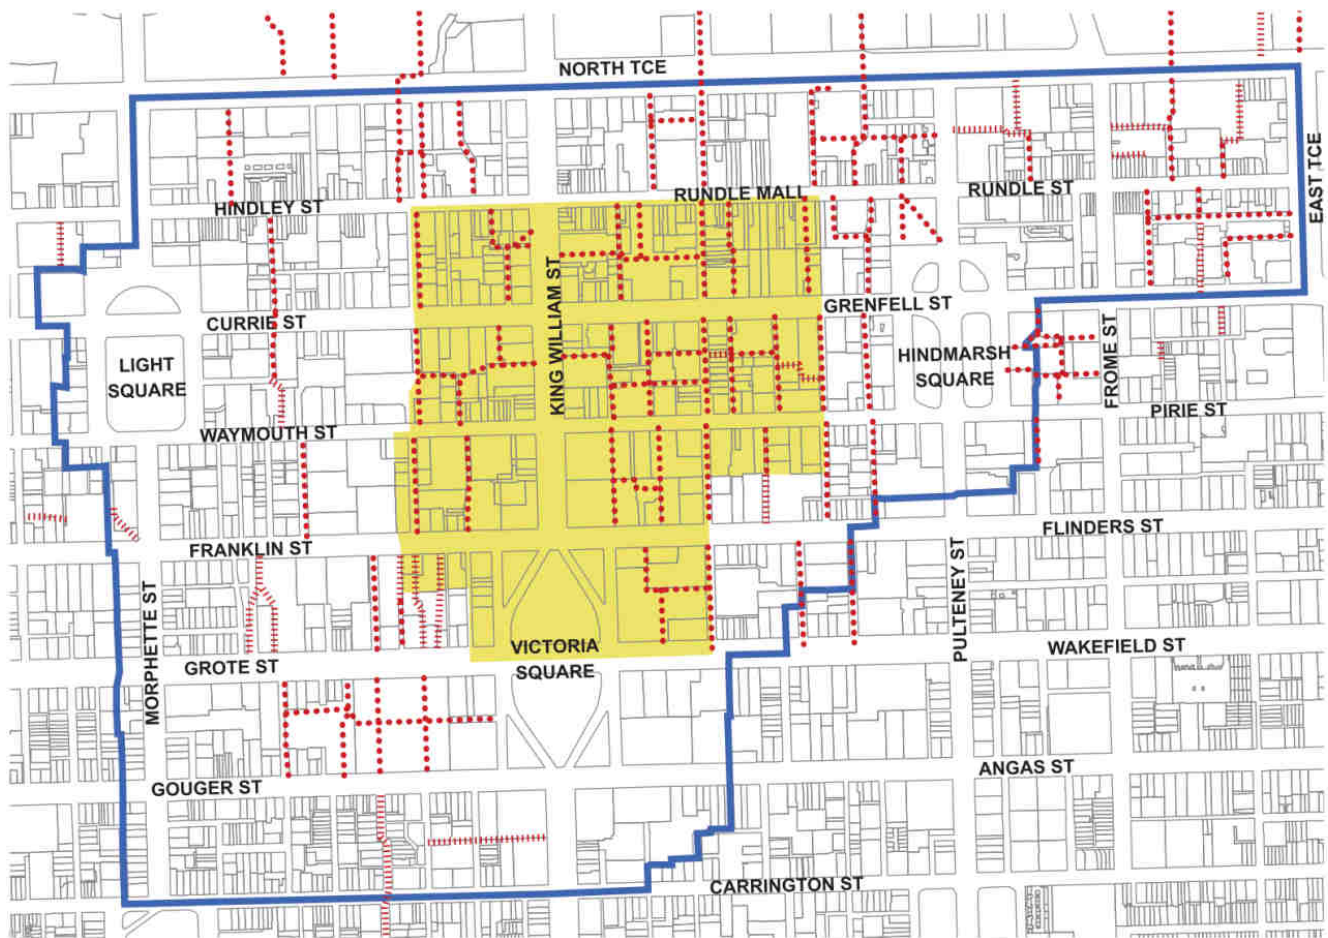 NORTH TCE
EAST TCE
RUNDLE MALL
RUNDLE ST
HINDLEY ST
KING WILLIAM ST
GRENFELL ST
CURRIE ST
LIGHT
SQUARE
HINDMARSH
SQUARE
FROME ST
PIRIE ST
WAYMOUTH ST
FLINDERS ST
FRANKLIN ST
PULTENEY ST
MORPHETTE ST
VICTORIA
SQUARE
WAKEFIELD ST
GROTE ST
ANGAS ST
GOUGER ST
CARRINGTON ST